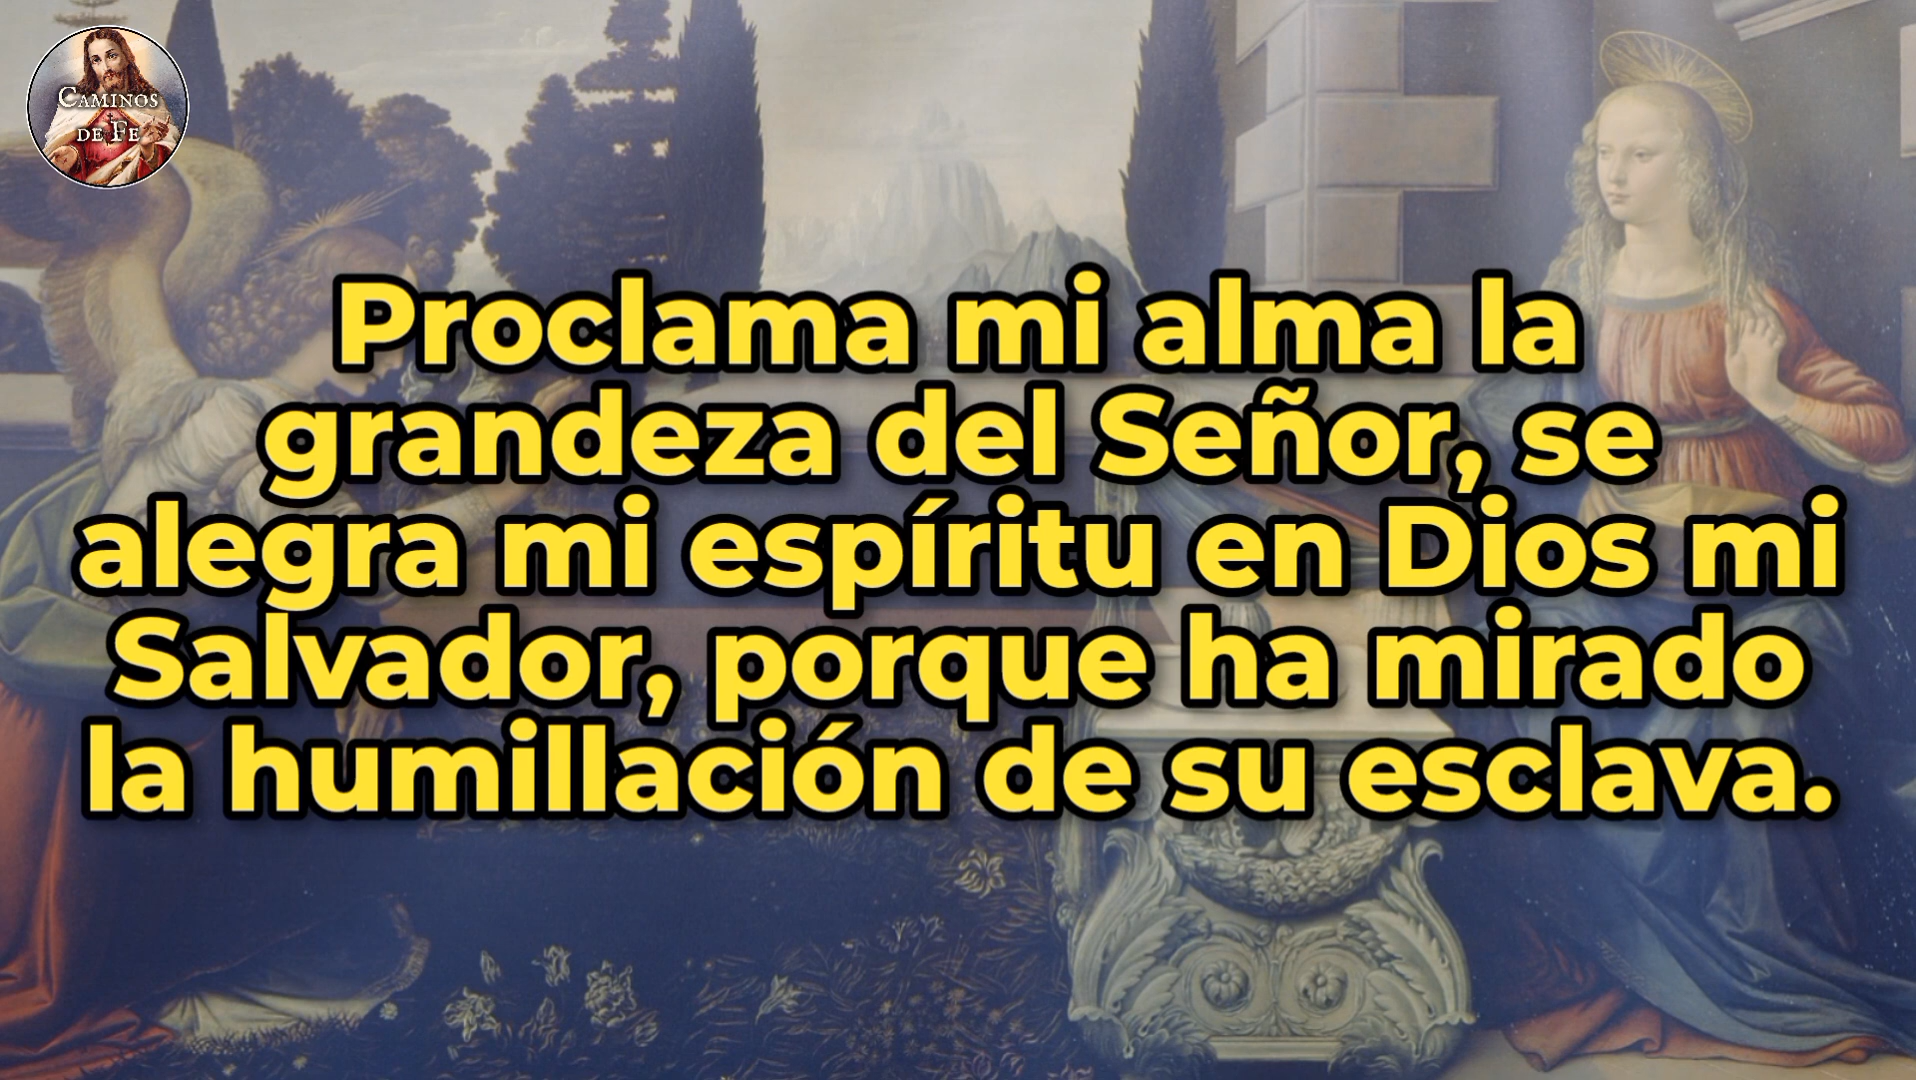 CAMINOS
DE FE
Proclama mi alma la
grandeza del Señor, se
alegra mi espíritu en Dios mi
Salvador, porque ha mirado
la humillación de su esclava.